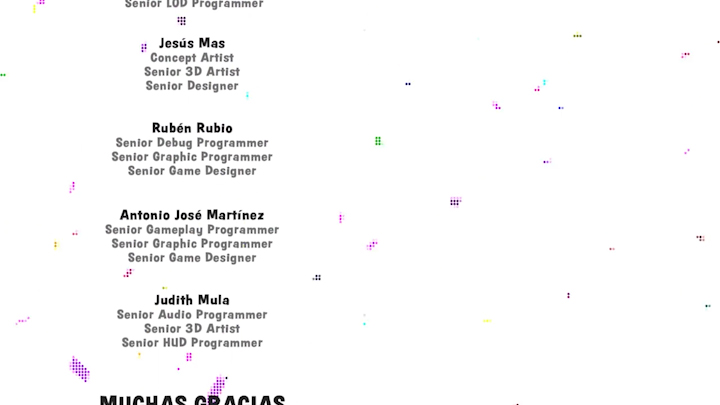 Senior LOD Programmer
Jesús Mas
Concept Artist
Senior 3D Artist
Senior Designer
Rubén Rubio
Senior Debug Programmer
Senior Graphic Programmer
Senior Game Designer
Antonio José Martínez
Senior Gameplay Programmer
Senior Graphic Programmer
Senior Game Designer
Judith Mula
Senior Audio Programmer
Senior 3D Artist
Senior HUD Programmer
MUCHAS GRACIAS